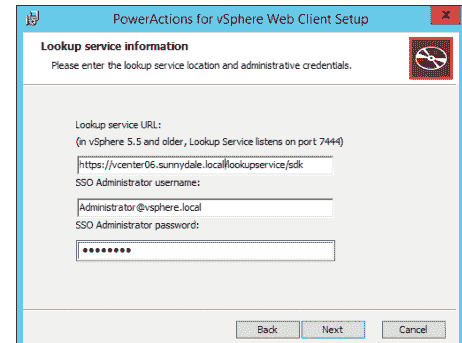 PowerActions for vSphere Web Client Setup
x
Lookup service information
Please enter the lookup service location and administrative credentials.
Lookup service URL:
(in vSphere 5.5 and older, Lookup Service listens on port 7444)
https://vcenter06.sunnydale.local/lookupservice/sdk
SSO Administrator username:
Administrator@vsphere.local
SSO Administrator password:
••••••••
Back Next Cancel